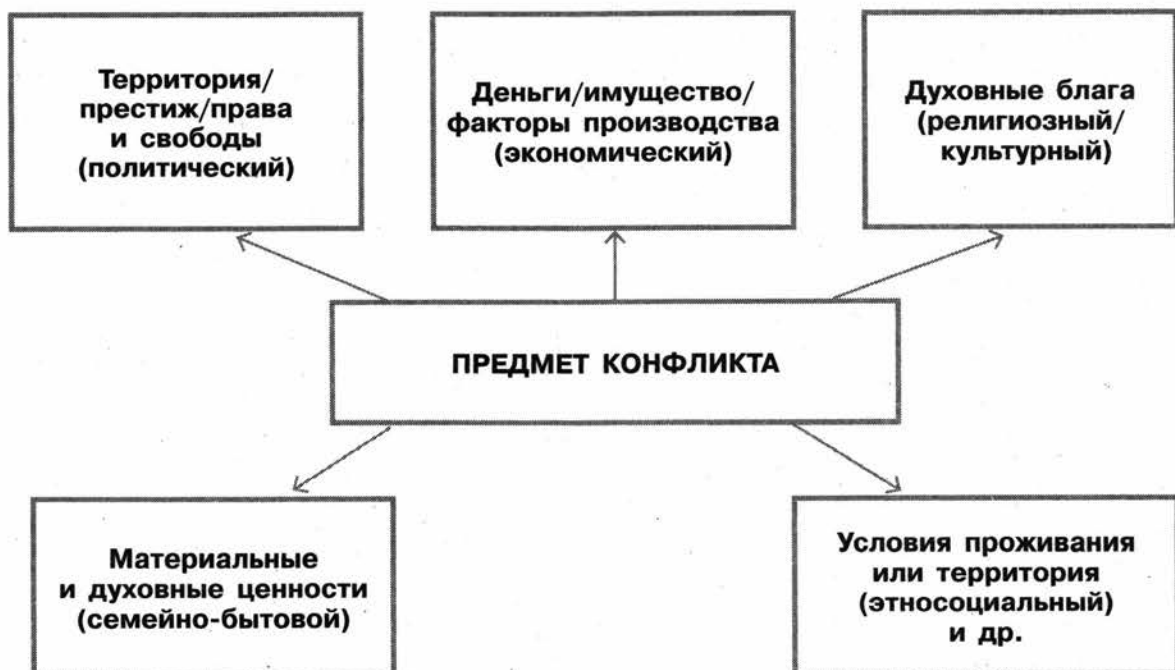 Территория/
престиж/права
и свободы
(политический)
Деньги/имущество/
факторы производства
(экономический)
Духовные блага
(религиозный/
культурный)
ПРЕДМЕТ КОНФЛИКТА
Материальные
и духовные ценности
(семейно-бытовой)
Условия проживания
или территория
(этносоциальный)
и др.